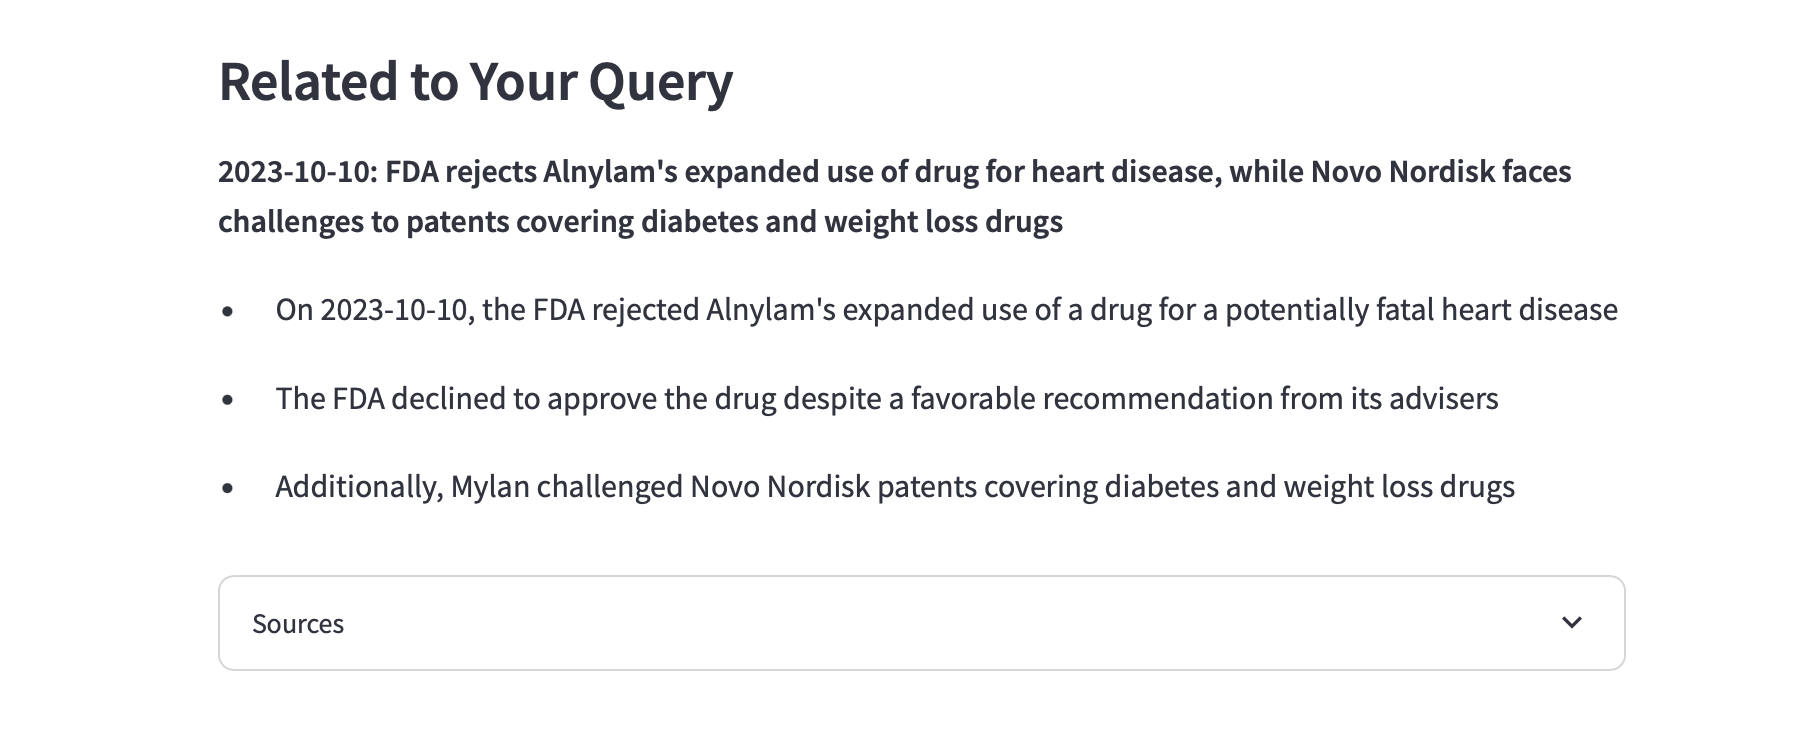 Related to Your Query
2023-10-10: FDA rejects Alnylam's expanded use of drug for heart disease, while Novo Nordisk faces
challenges to patents covering diabetes and weight loss drugs
• On 2023-10-10, the FDA rejected Alnylam's expanded use of a drug for a potentially fatal heart disease
• The FDA declined to approve the drug despite a favorable recommendation from its advisers
• Additionally, Mylan challenged Novo Nordisk patents covering diabetes and weight loss drugs
Sources